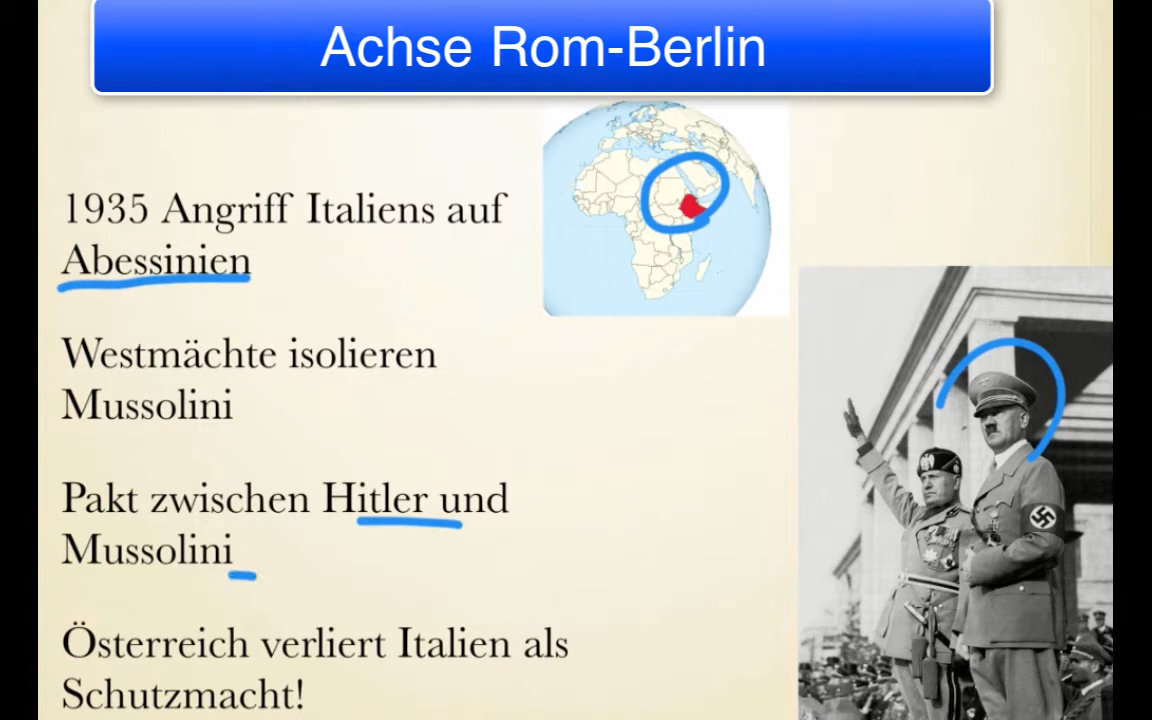 Achse Rom-Berlin
1935 Angriff Italiens auf
Abessinien
Westmächte isolieren
Mussolini
Pakt zwischen Hitler und
Mussolini
Österreich verliert Italien als
Schutzmacht!